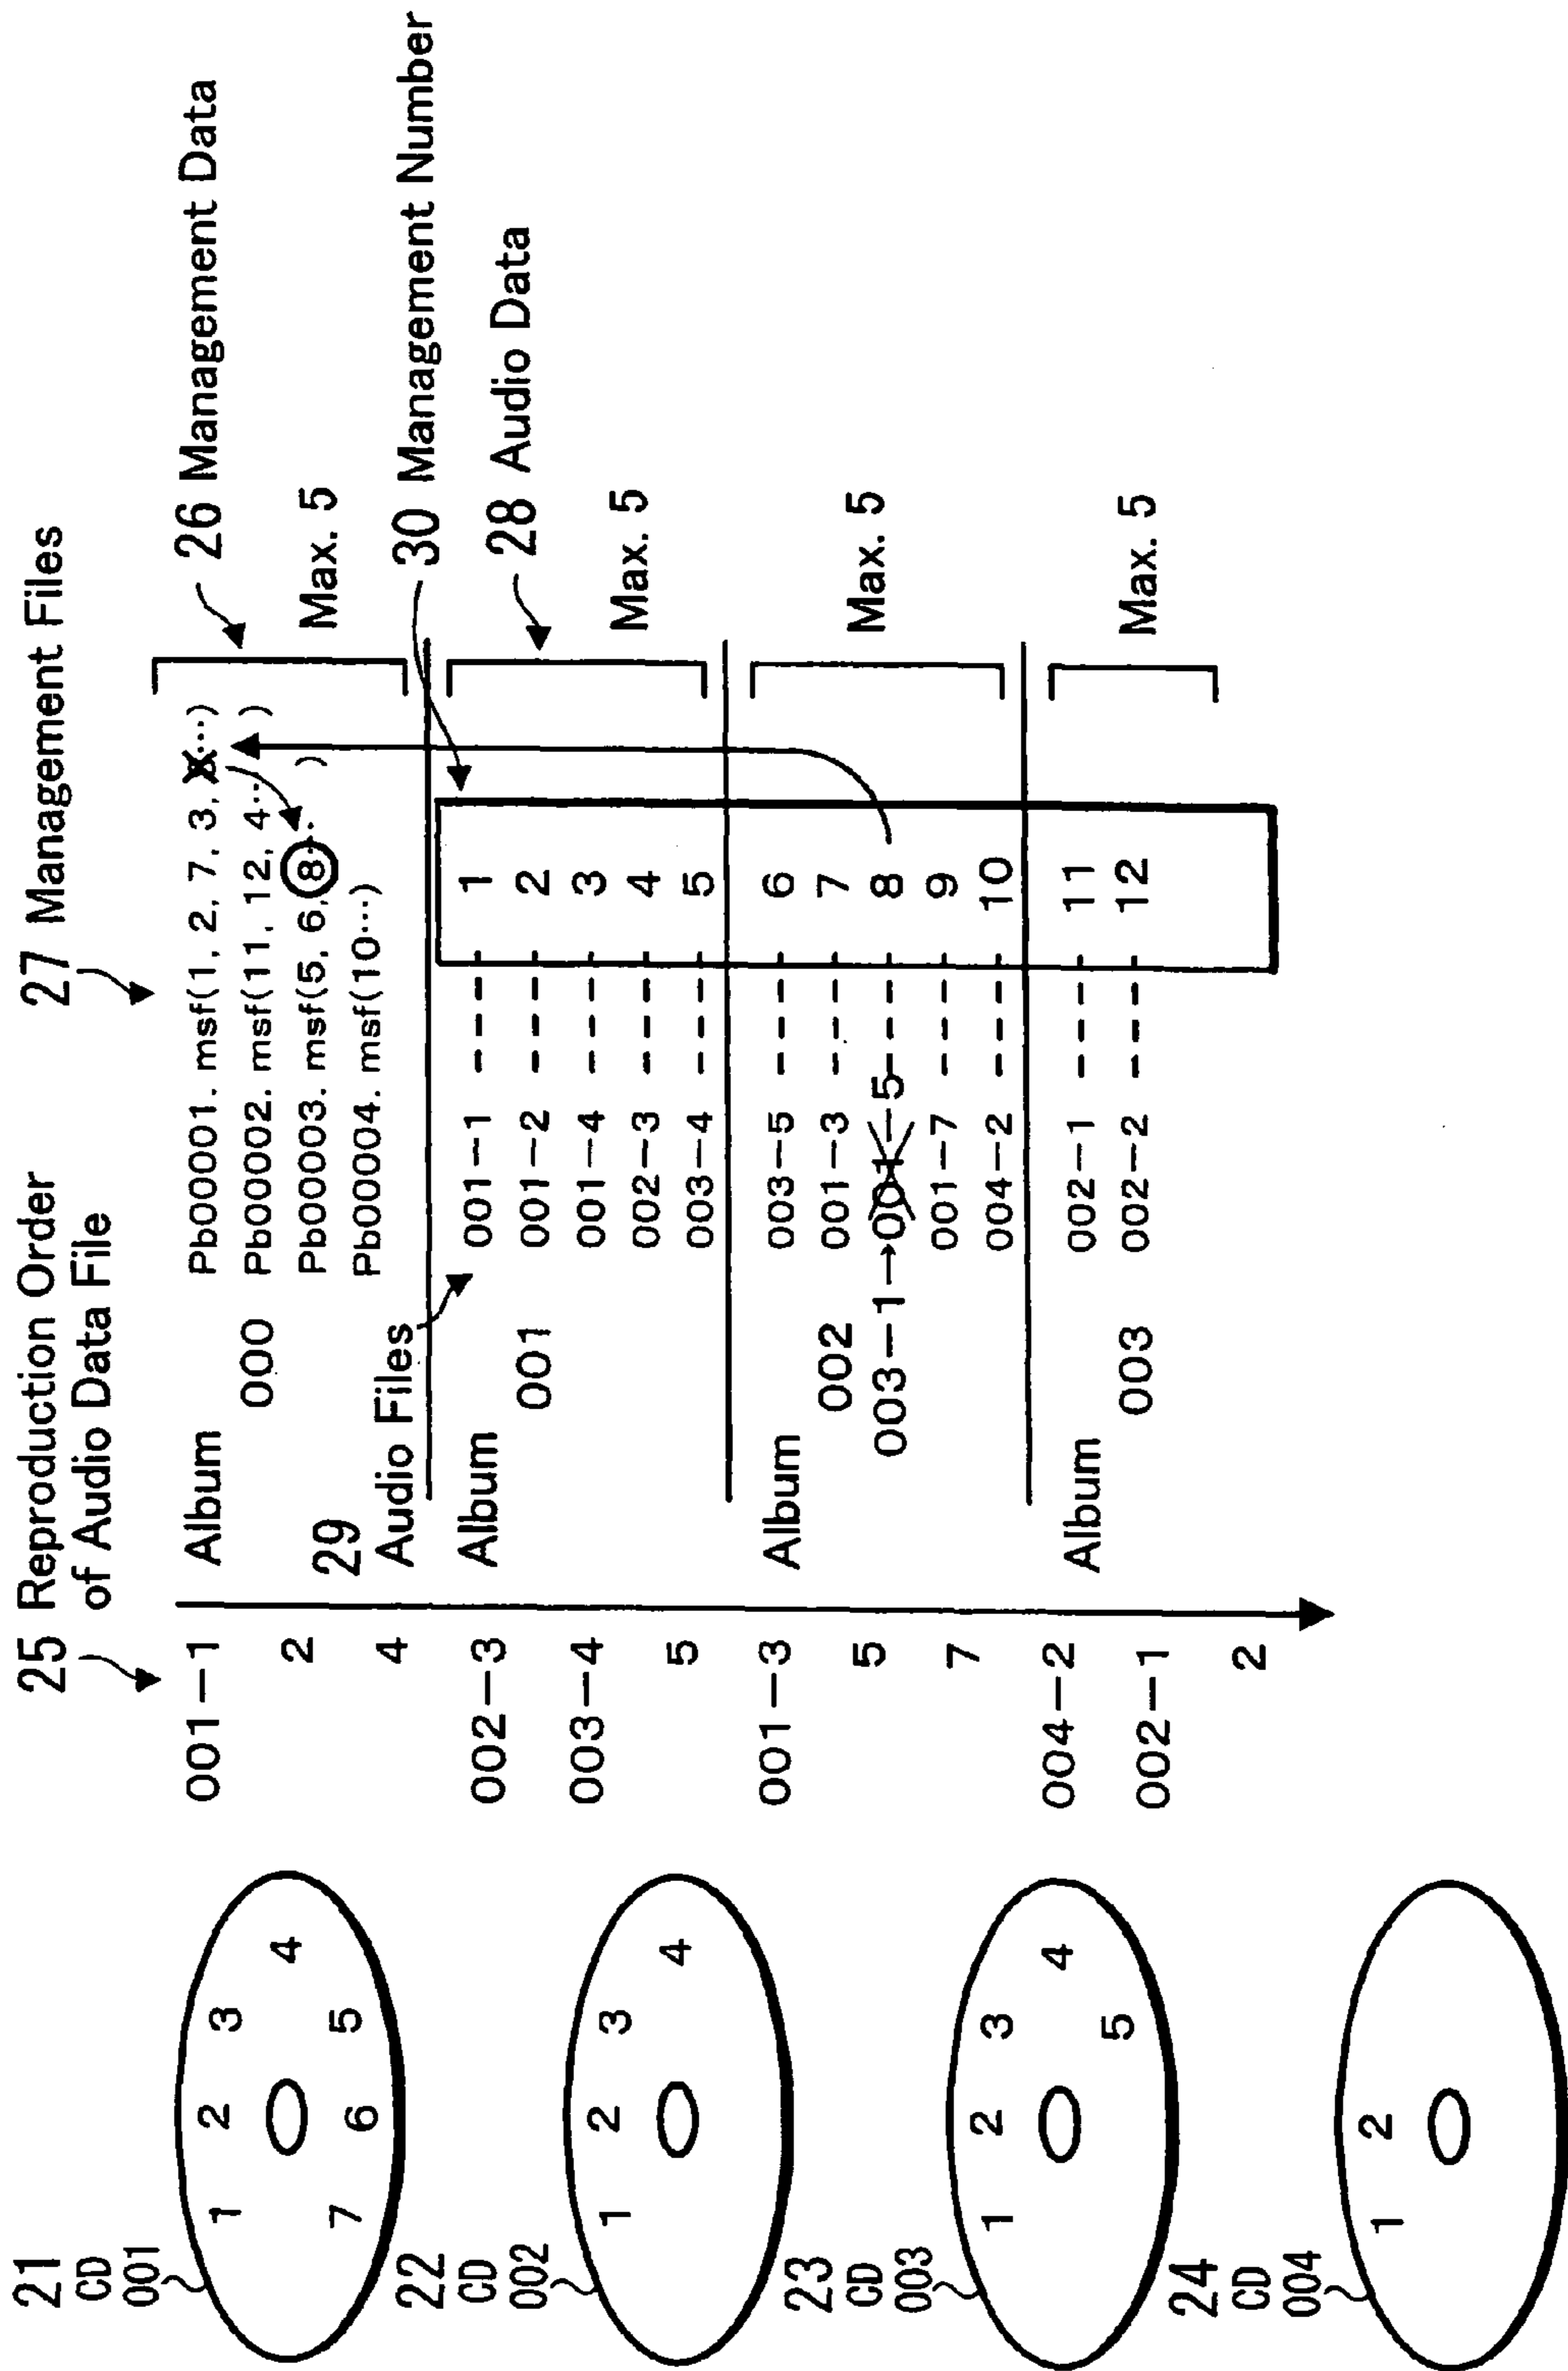 21
CD
001
1 2 3 4
7 6 5
22
CD
002
1 2 3 4
23
CD
003
1 2 3 4
5
24
CD
004
1 2
25 Reproduction Order
of Audio Data File
001-1
2
4
002-3
003-4
5
001-3
5
7
004-2
002-1
2
27 Management Files
26 Management Data
Album
000
Pb00001. msf(1, 2, 7, 3, 8···)
Pb00002. msf(11, 12, 4··· )
Pb00003. msf(5, 6, 8·· )
Pb00004. msf(10···)
Max. 5
30 Management Number
28 Audio Data
29
Audio Files
Album
001
001-1 ---- 1
001-2 ---- 2
001-4 ---- 3
002-3 ---- 4
003-4 ---- 5
Max. 5
Album
002
003-5 ---- 6
001-3 ---- 7
003-1→001-5---- 8
001-7 ---- 9
004-2 ---- 10
Max. 5
Album
003
002-1 ---- 11
002-2 ---- 12
Max. 5